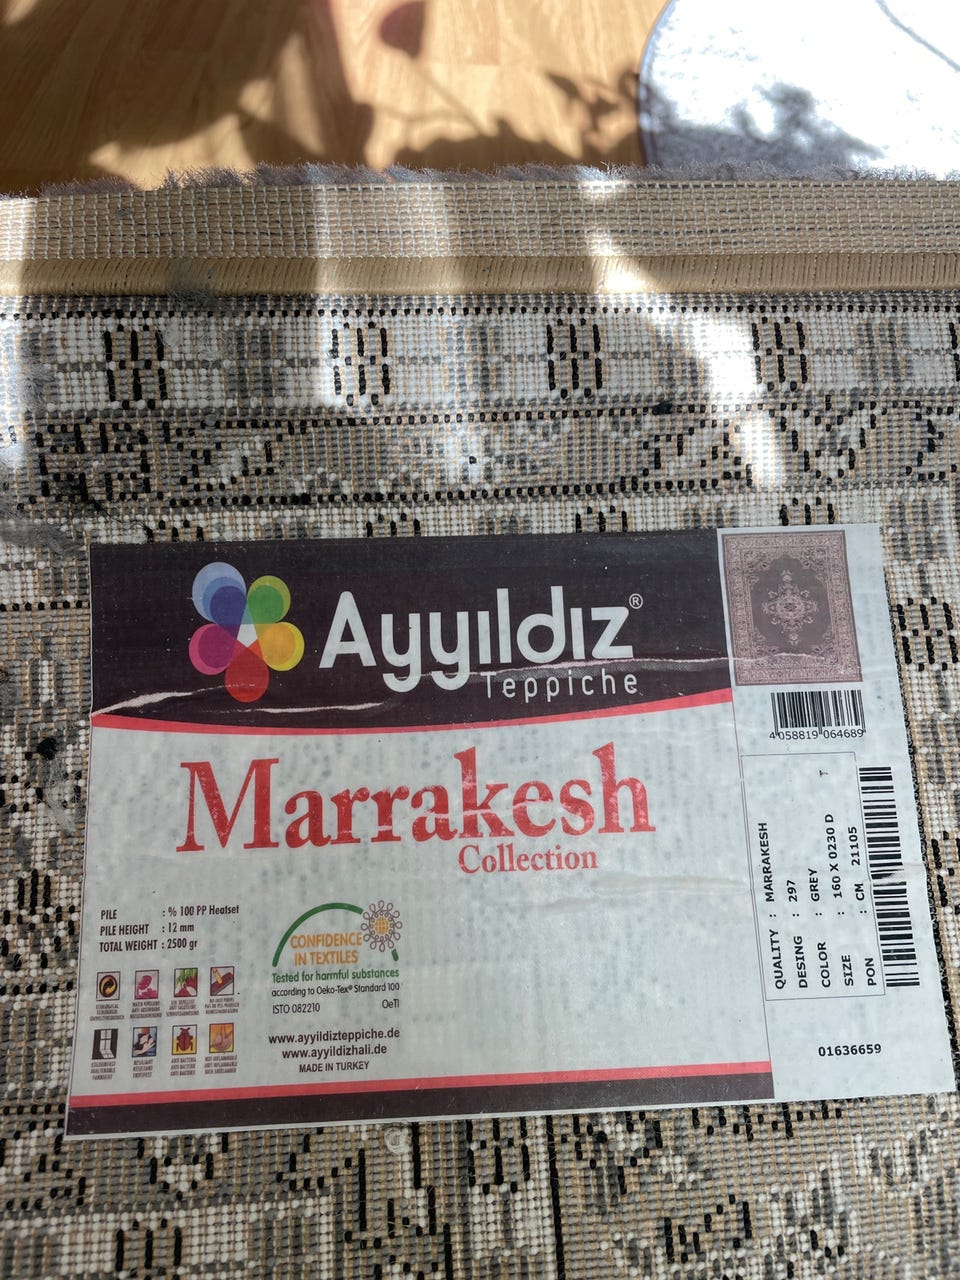 Ayyıldız®
Teppiche
Marrakesh
Collection
PILE : % 100 PP Heatset
PILE HEIGHT : 12 mm
TOTAL WEIGHT : 2500 gr
CONFIDENCE
IN TEXTILES
Tested for harmful substances
according to Oeko-Tex® Standard 100
ISTO 082210 OeTI
www.ayyildizteppiche.de
www.ayyildizhali.de
MADE IN TURKEY
4 058819 064689
QUALITY : MARRAKESH
DESING : 297
COLOR : GREY
SIZE : 160 X 0230 D
PON : CM 21105
01636659